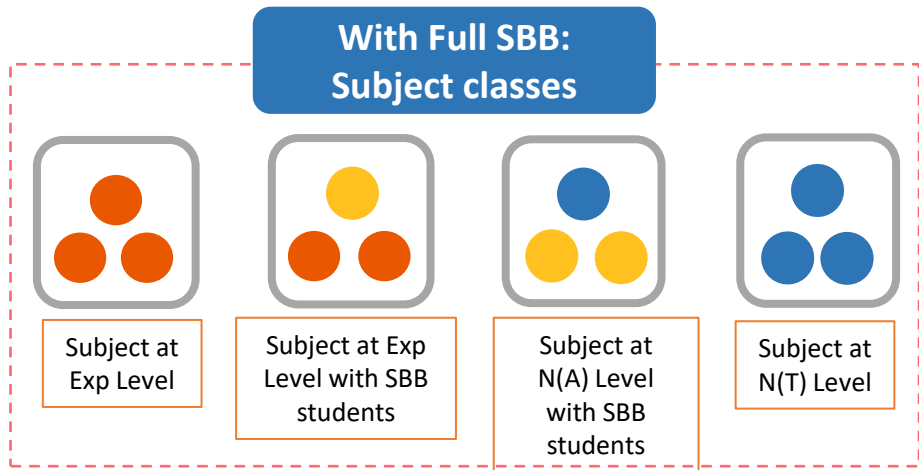 With Full SBB:
Subject classes
Subject at
Exp Level
Subject at Exp
Level with SBB
students
Subject at
N(A) Level
with SBB
students
Subject at
N(T) Level